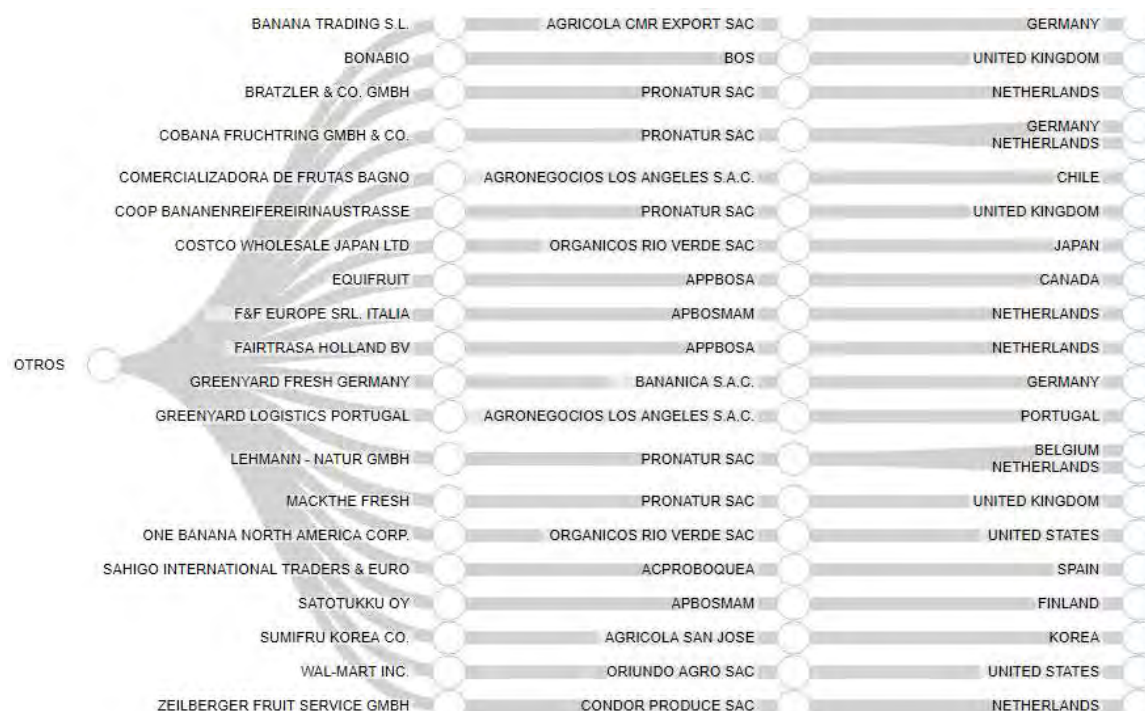 BANANA TRADING S.L. AGRICOLA CMR EXPORT SAC GERMANY
BONABIO BOS UNITED KINGDOM
BRATZLER & CO. GMBH PRONATUR SAC NETHERLANDS
COBANA FRUCHTRING GMBH & CO. PRONATUR SAC GERMANY
NETHERLANDS
COMERCIALIZADORA DE FRUTAS BAGNO AGRONEGOCIOS LOS ANGELES S.A.C. CHILE
COOP BANANENREIFEREIRINAUSTRASSE PRONATUR SAC UNITED KINGDOM
COSTCO WHOLESALE JAPAN LTD ORGANICOS RIO VERDE SAC JAPAN
EQUIFRUIT APPBOSA CANADA
F&F EUROPE SRL. ITALIA APBOSMAM NETHERLANDS
FAIRTRASA HOLLAND BV APPBOSA NETHERLANDS
OTROS
GREENYARD FRESH GERMANY BANANICA S.A.C. GERMANY
GREENYARD LOGISTICS PORTUGAL AGRONEGOCIOS LOS ANGELES S.A.C. PORTUGAL
LEHMANN - NATUR GMBH PRONATUR SAC BELGIUM
NETHERLANDS
MACKTHE FRESH PRONATUR SAC UNITED KINGDOM
ONE BANANA NORTH AMERICA CORP. ORGANICOS RIO VERDE SAC UNITED STATES
SAHIGO INTERNATIONAL TRADERS & EURO ACPROBOQUEA SPAIN
SATOTUKKU OY APBOSMAM FINLAND
SUMIFRU KOREA CO. AGRICOLA SAN JOSE KOREA
WAL-MART INC. ORIUNDO AGRO SAC UNITED STATES
ZEILBERGER FRUIT SERVICE GMBH CONDOR PRODUCE SAC NETHERLANDS